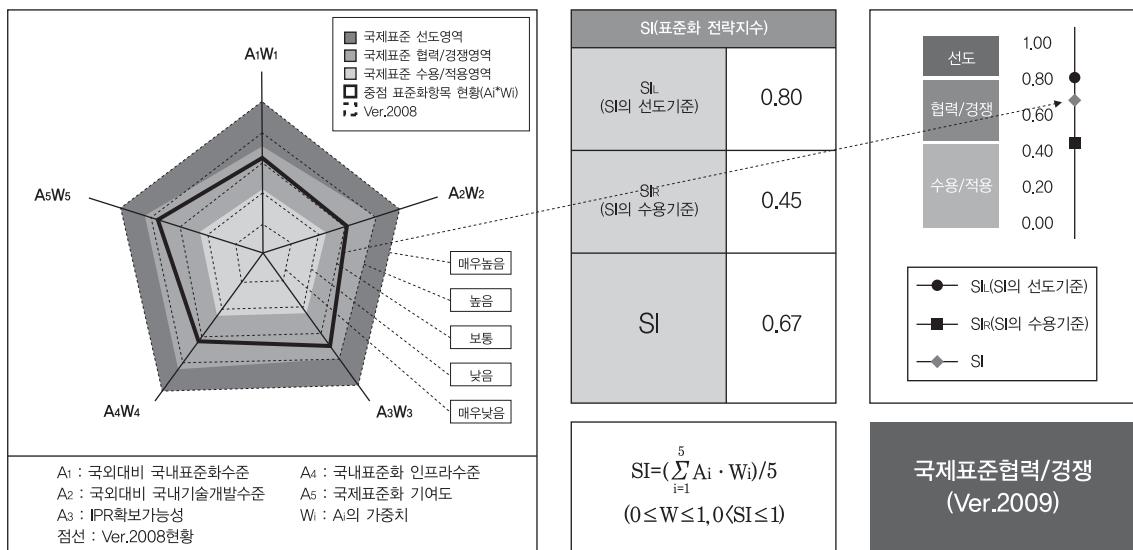 국제표준 선도영역
국제표준 협력/경쟁영역
국제표준 수용/적용영역
중점 표준화항목 현황(Ai*Wi)
Ver.2008
A1W1
A2W2
A3W3
A4W4
A5W5
매우높음
높음
보통
낮음
매우낮음
A1 : 국외대비 국내표준화수준
A2 : 국외대비 국내기술개발수준
A3 : IPR확보가능성
점선 : Ver.2008현황
A4 : 국내표준화 인프라수준
A5 : 국제표준화 기여도
Wi : Ai의 가중치
SI(표준화 전략지수)
SIL
(SI의 선도기준)
0.80
SIR
(SI의 수용기준)
0.45
SI
0.67
SI=(5∑i=1 Ai · Wi)/5
(0≤W≤1, 0<SI≤1)
선도
협력/경쟁
수용/적용
1.00
0.80
0.60
0.40
0.20
0.00
SIL(SI의 선도기준)
SIR(SI의 수용기준)
SI
국제표준협력/경쟁
(Ver.2009)